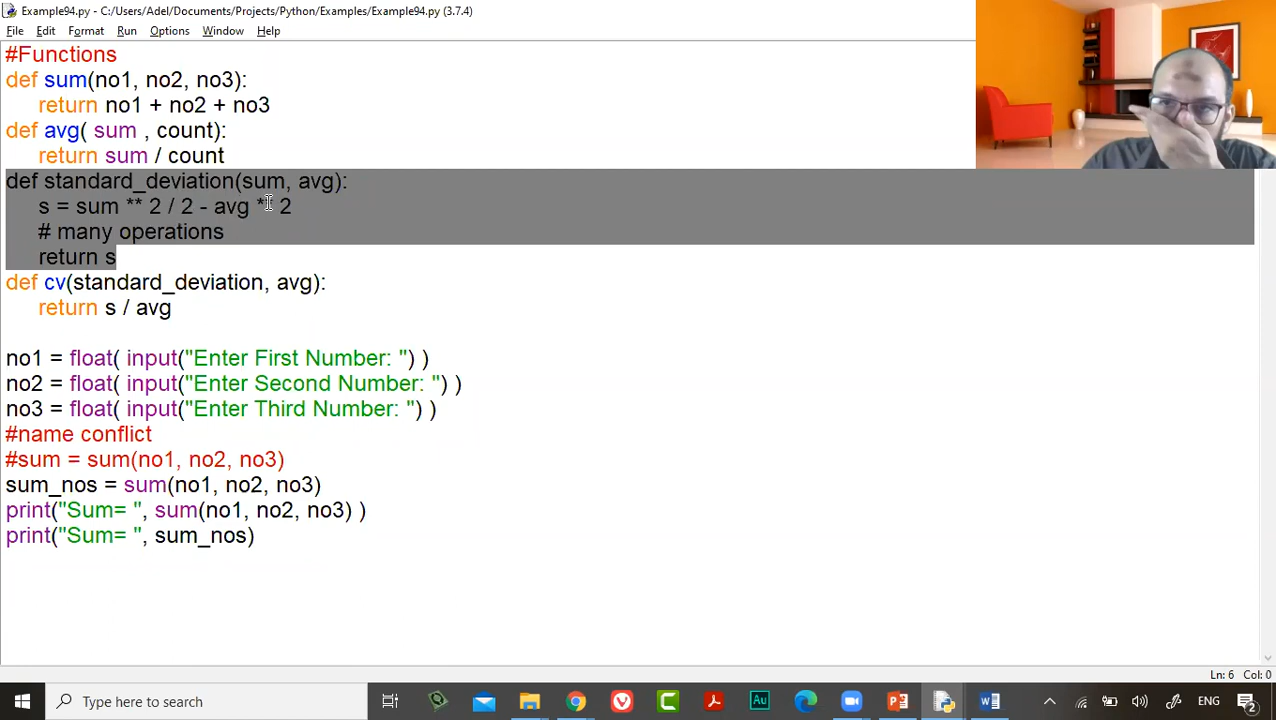 Example94.py - C:/Users/Adel/Documents/Projects/Python/Examples/Example94.py (3.7.4)
File Edit Format Run Options Window Help
#Functions
def sum(no1, no2, no3):
return no1 + no2 + no3
def avg( sum , count):
return sum / count
def standard_deviation(sum, avg):
s = sum ** 2 / 2 - avg ** 2
# many operations
return s
def cv(standard_deviation, avg):
return s / avg
no1 = float( input("Enter First Number: ") )
no2 = float( input("Enter Second Number: ") )
no3 = float( input("Enter Third Number: ") )
#name conflict
#sum = sum(no1, no2, no3)
sum_nos = sum(no1, no2, no3)
print("Sum= ", sum(no1, no2, no3) )
print("Sum= ", sum_nos)
Ln: 6 Col: 0
Type here to search
ENG
2